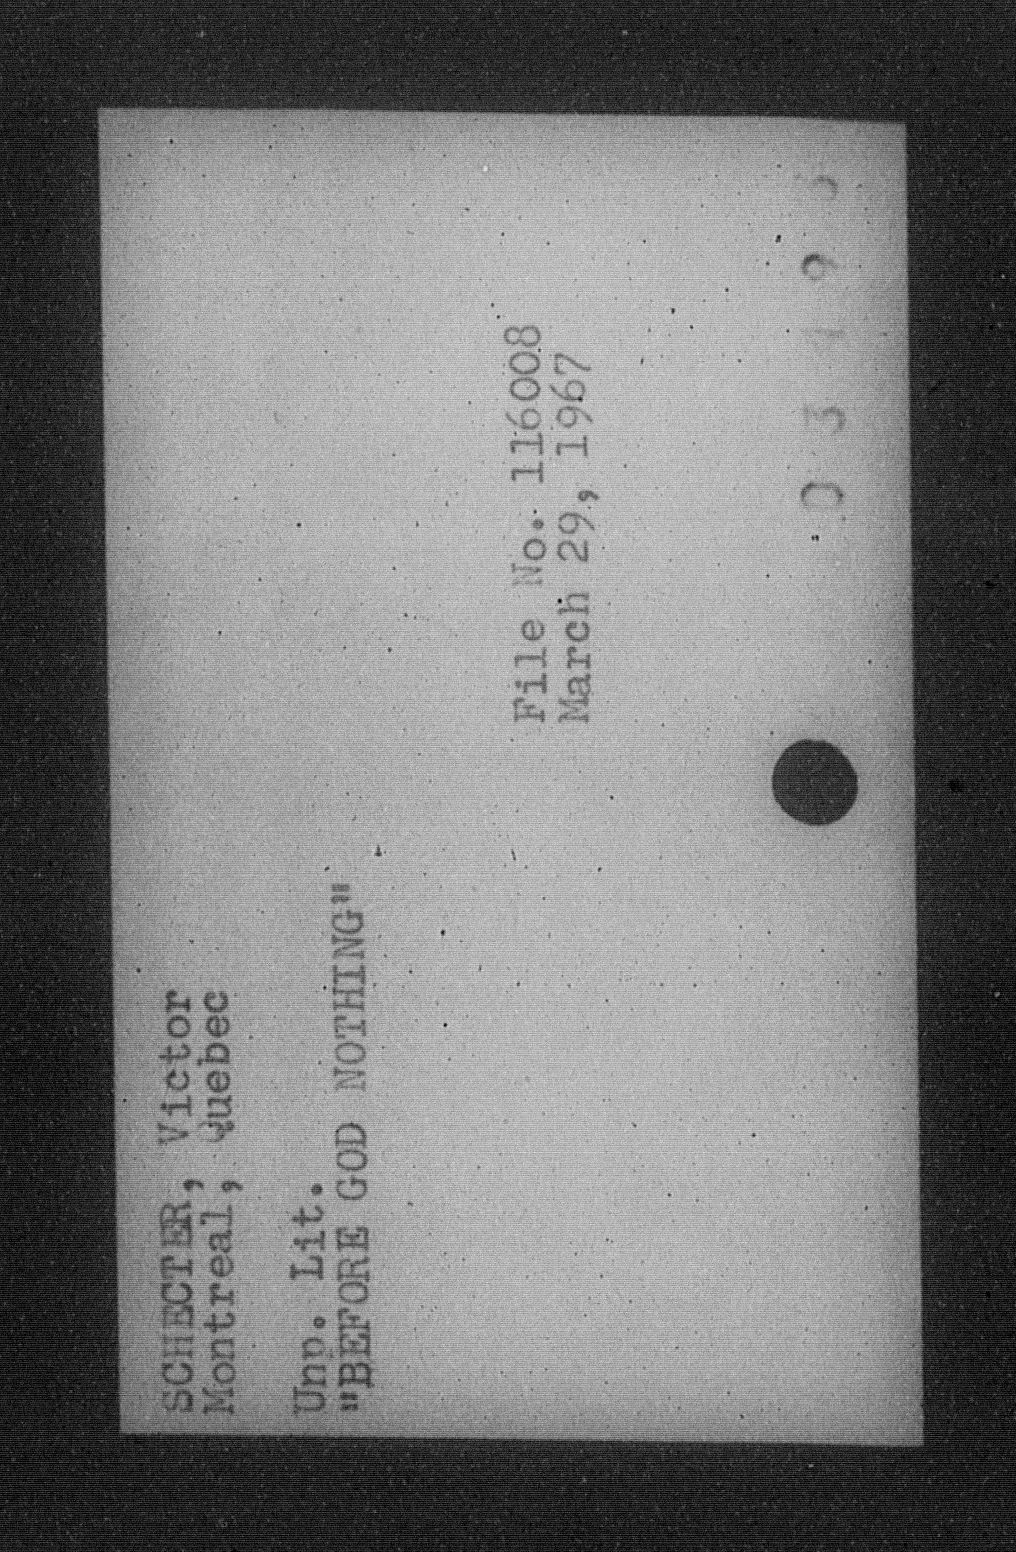 SCHECTER, Victor
Montreal, Quebec
Unp. Lit.
"BEFORE GOD NOTHING"
File No. 116008
March 29, 1967